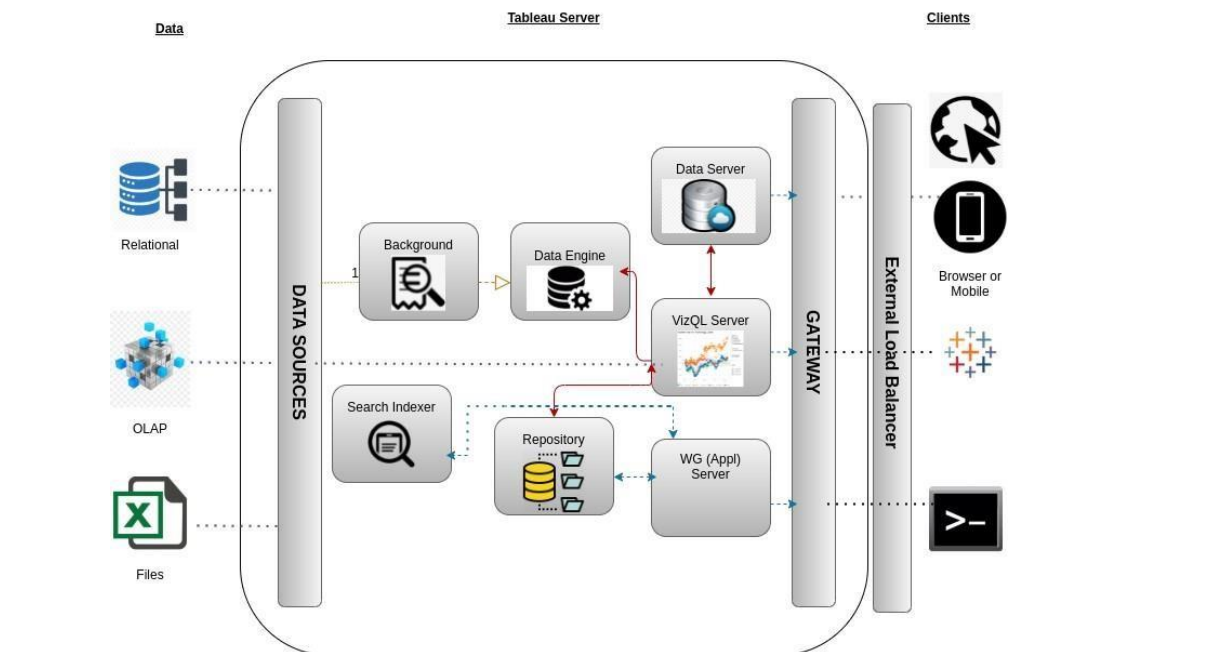 Data
Tableau Server
Clients
Relational
OLAP
Files
DATA SOURCES
1
Background
Data Engine
Data Server
VizQL Server
Search Indexer
Repository
WG (Appl)
Server
GATEWAY
External Load Balancer
Browser or
Mobile